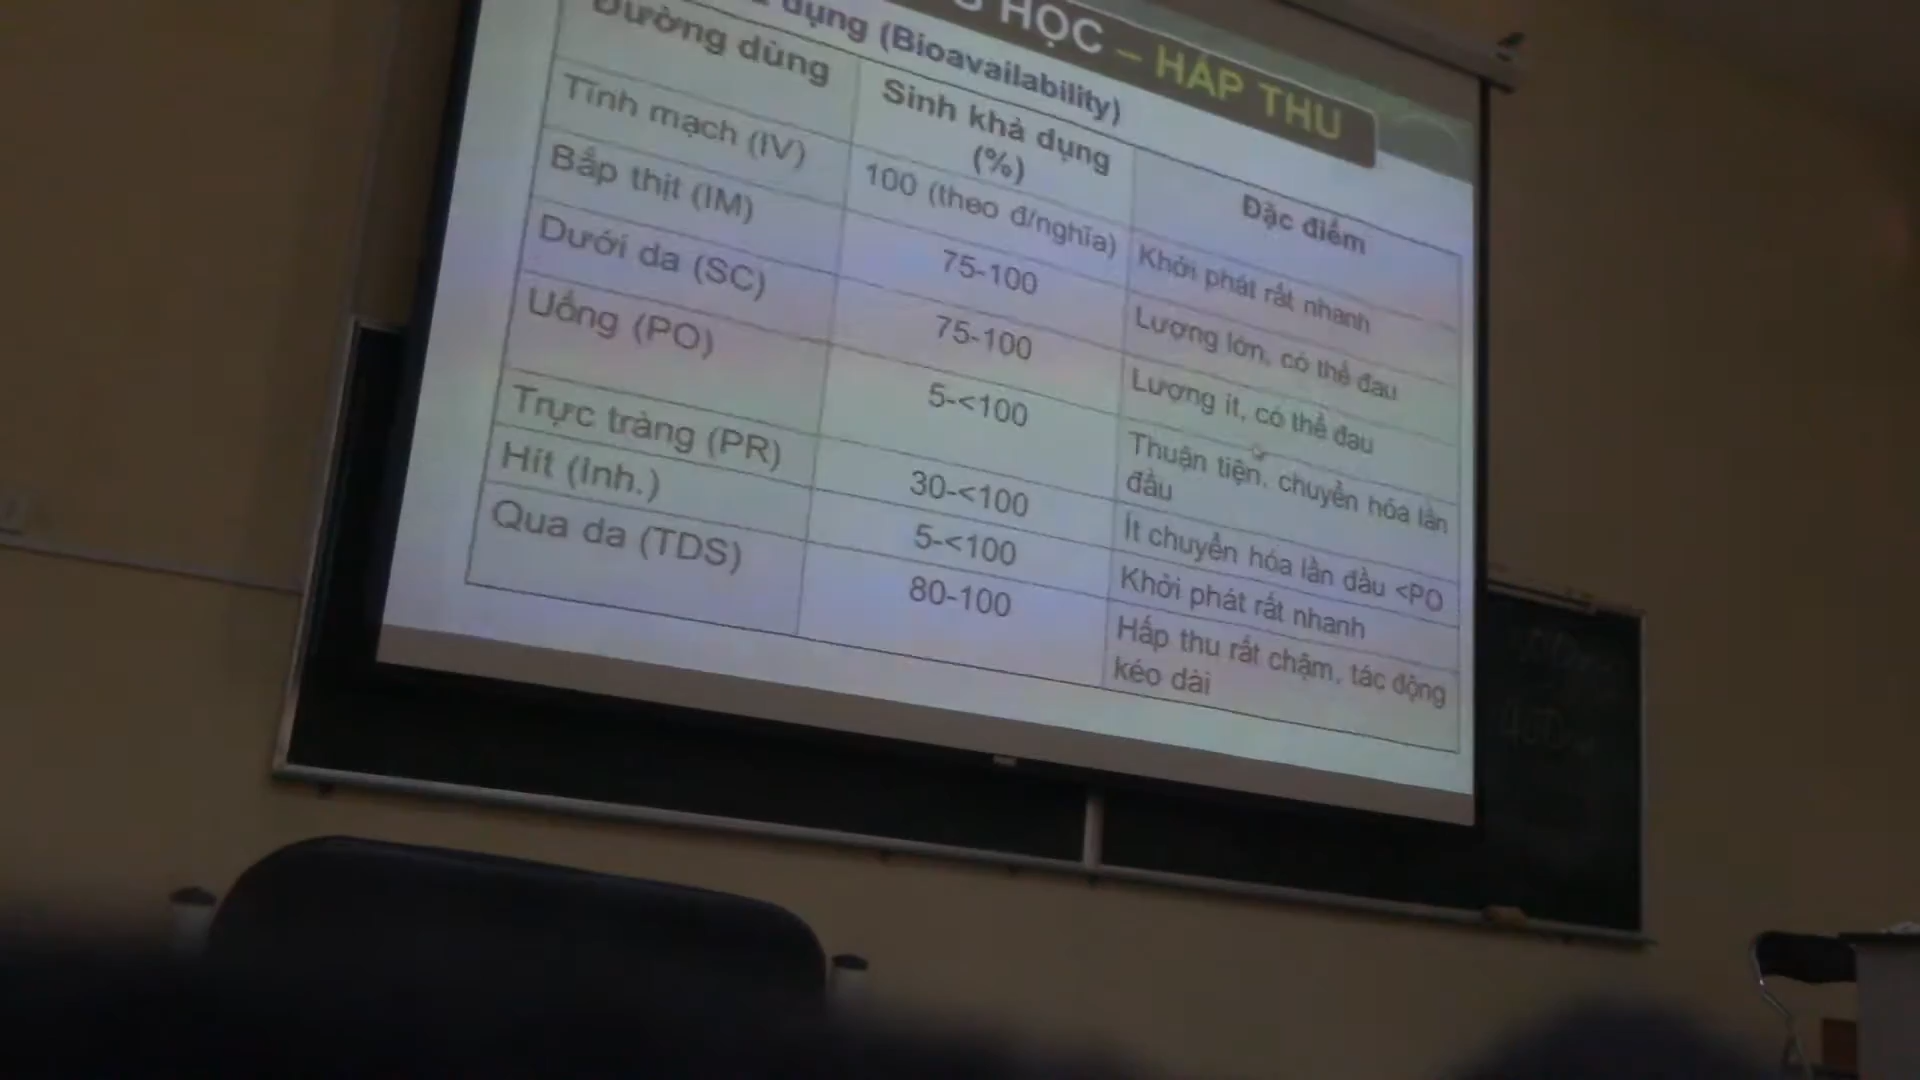 HỌC – HẤP THU
dụng (Bioavailability)
Đường dùng
Sinh khả dụng
(%)
Đặc điểm
Tĩnh mạch (IV)
100 (theo đ/nghĩa)
Khởi phát rất nhanh
Bắp thịt (IM)
75-100
Lượng lớn, có thể đau
Dưới da (SC)
75-100
Lượng ít, có thể đau
Uống (PO)
5-<100
Thuận tiện, chuyển hóa lần
đầu
Trực tràng (PR)
30-<100
Ít chuyển hóa lần đầu <PO
Hít (Inh.)
5-<100
Khởi phát rất nhanh
Qua da (TDS)
80-100
Hấp thu rất chậm, tác động
kéo dài